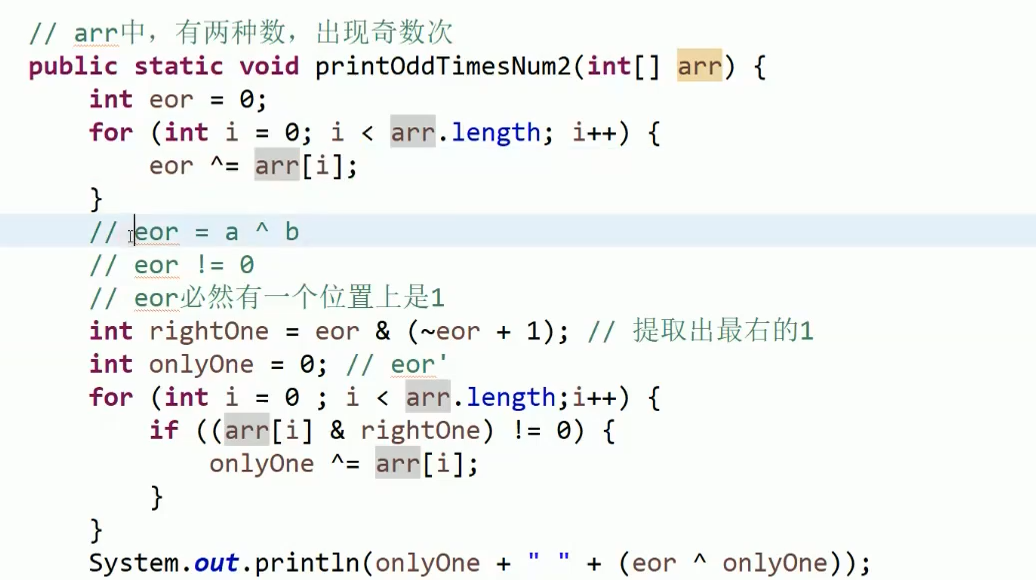 // arr中，有两种数，出现奇数次
public static void printOddTimesNum2(int[] arr) {
    int eor = 0;
    for (int i = 0; i < arr.length; i++) {
        eor ^= arr[i];
    }
    // eor = a ^ b
    // eor != 0
    // eor必然有一个位置上是1
    int rightOne = eor & (~eor + 1); // 提取出最右的1
    int onlyOne = 0; // eor'
    for (int i = 0 ; i < arr.length;i++) {
        if ((arr[i] & rightOne) != 0) {
            onlyOne ^= arr[i];
        }
    }
    System.out.println(onlyOne + " " + (eor ^ onlyOne));